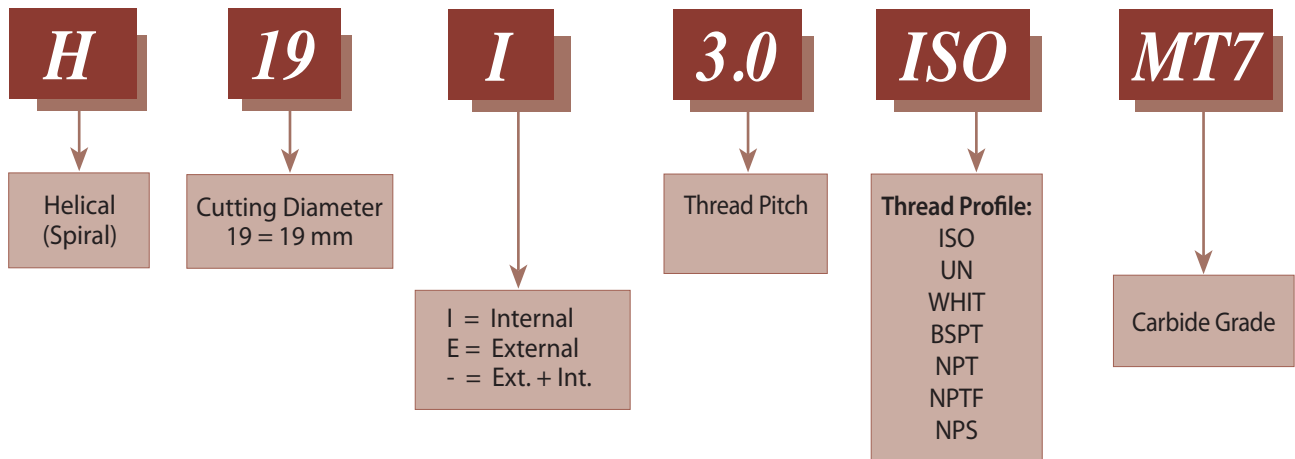 H
19
I
3.0
ISO
MT7
Helical
(Spiral)
Cutting Diameter
19 = 19 mm
I = Internal
E = External
- = Ext. + Int.
Thread Pitch
Thread Profile:
ISO
UN
WHIT
BSPT
NPT
NPTF
NPS
Carbide Grade